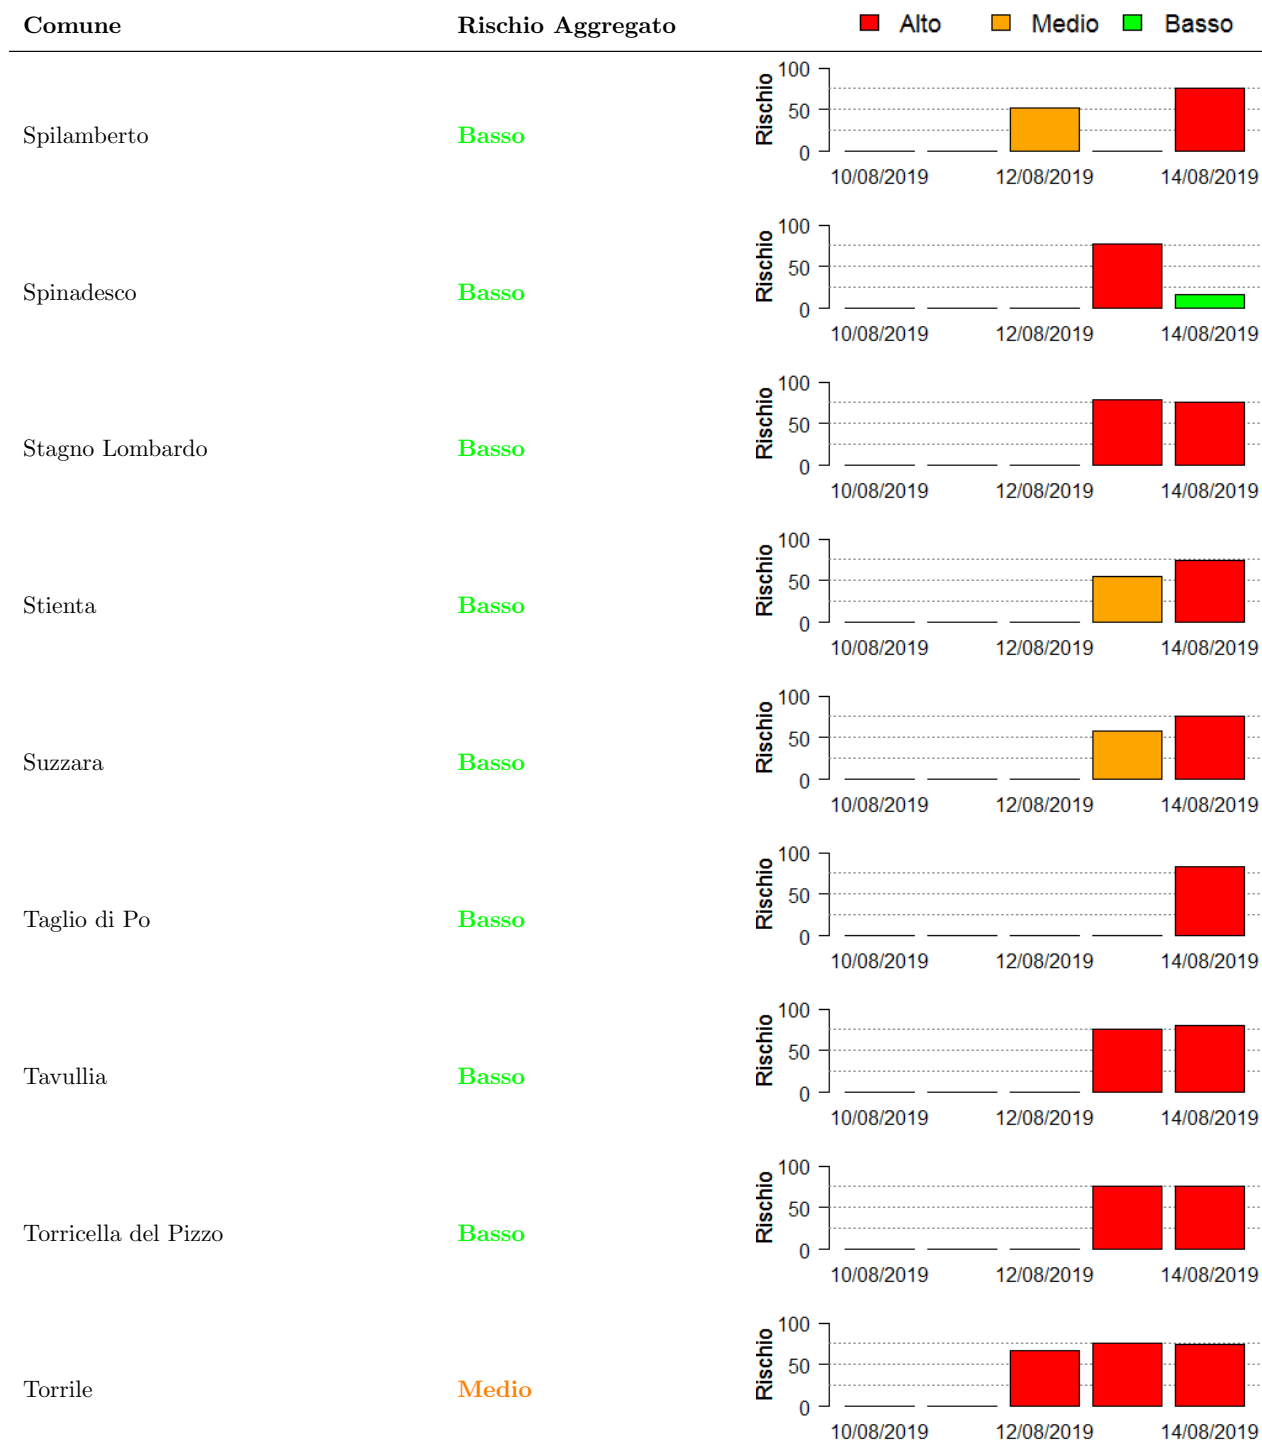 Comune Rischio Aggregato Alto Medio Basso
Spilamberto Basso
Rischio
100
50
0
10/08/2019 12/08/2019 14/08/2019
Spinadesco Basso
Rischio
100
50
0
10/08/2019 12/08/2019 14/08/2019
Stagno Lombardo Basso
Rischio
100
50
0
10/08/2019 12/08/2019 14/08/2019
Stienta Basso
Rischio
100
50
0
10/08/2019 12/08/2019 14/08/2019
Suzzara Basso
Rischio
100
50
0
10/08/2019 12/08/2019 14/08/2019
Taglio di Po Basso
Rischio
100
50
0
10/08/2019 12/08/2019 14/08/2019
Tavullia Basso
Rischio
100
50
0
10/08/2019 12/08/2019 14/08/2019
Torricella del Pizzo Basso
Rischio
100
50
0
10/08/2019 12/08/2019 14/08/2019
Torrile Medio
Rischio
100
50
0
10/08/2019 12/08/2019 14/08/2019